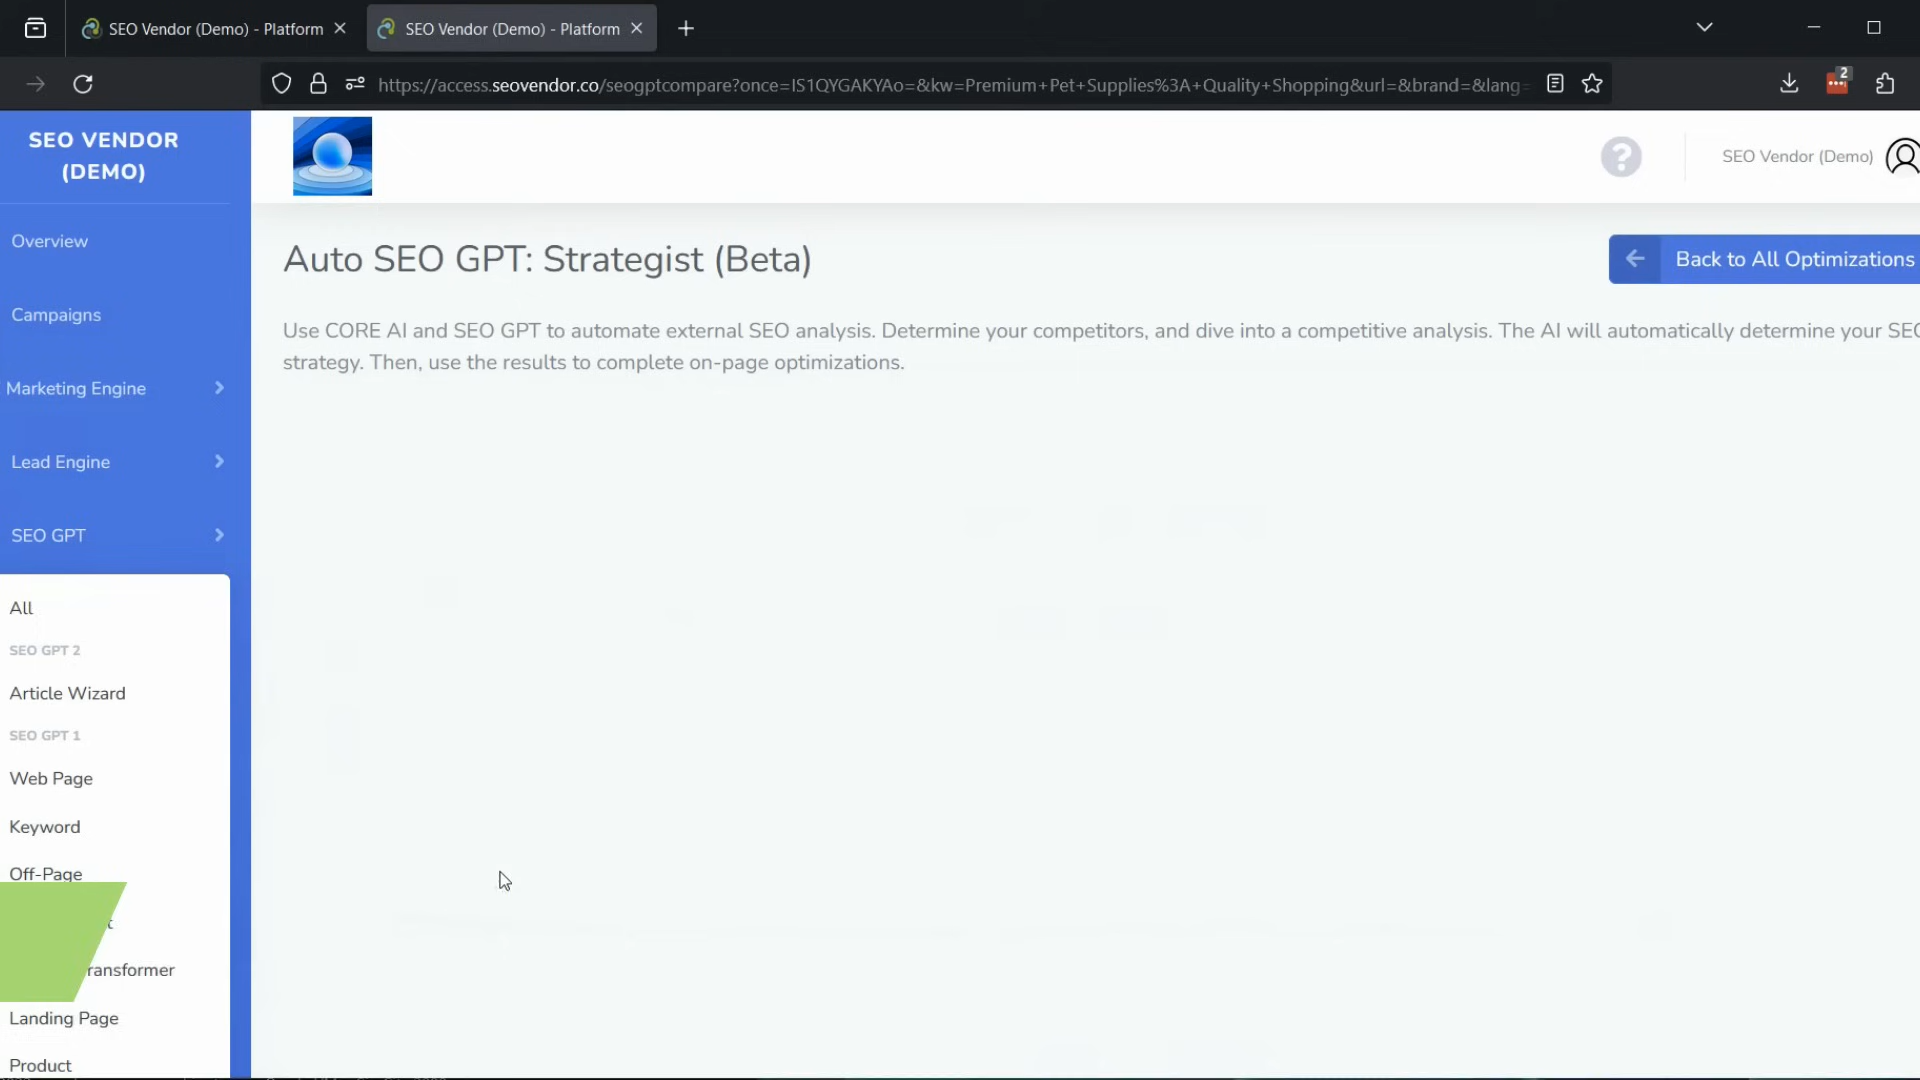 SEO Vendor (Demo) - Platform
SEO Vendor (Demo) - Platform
https://access.seovendor.co/seogptcompare?once=IS1QYGAKYAo=&kw=Premium+Pet+Supplies%3A+Quality+Shopping&url=&brand=&lang=
2
SEO VENDOR
(DEMO)
SEO Vendor (Demo)
Overview
Campaigns
Marketing Engine
Lead Engine
SEO GPT
All
SEO GPT 2
Article Wizard
SEO GPT 1
Web Page
Keyword
Off-Page
t
ransformer
Landing Page
Product
Auto SEO GPT: Strategist (Beta)
Back to All Optimizations
Use CORE AI and SEO GPT to automate external SEO analysis. Determine your competitors, and dive into a competitive analysis. The AI will automatically determine your SEO
strategy. Then, use the results to complete on-page optimizations.